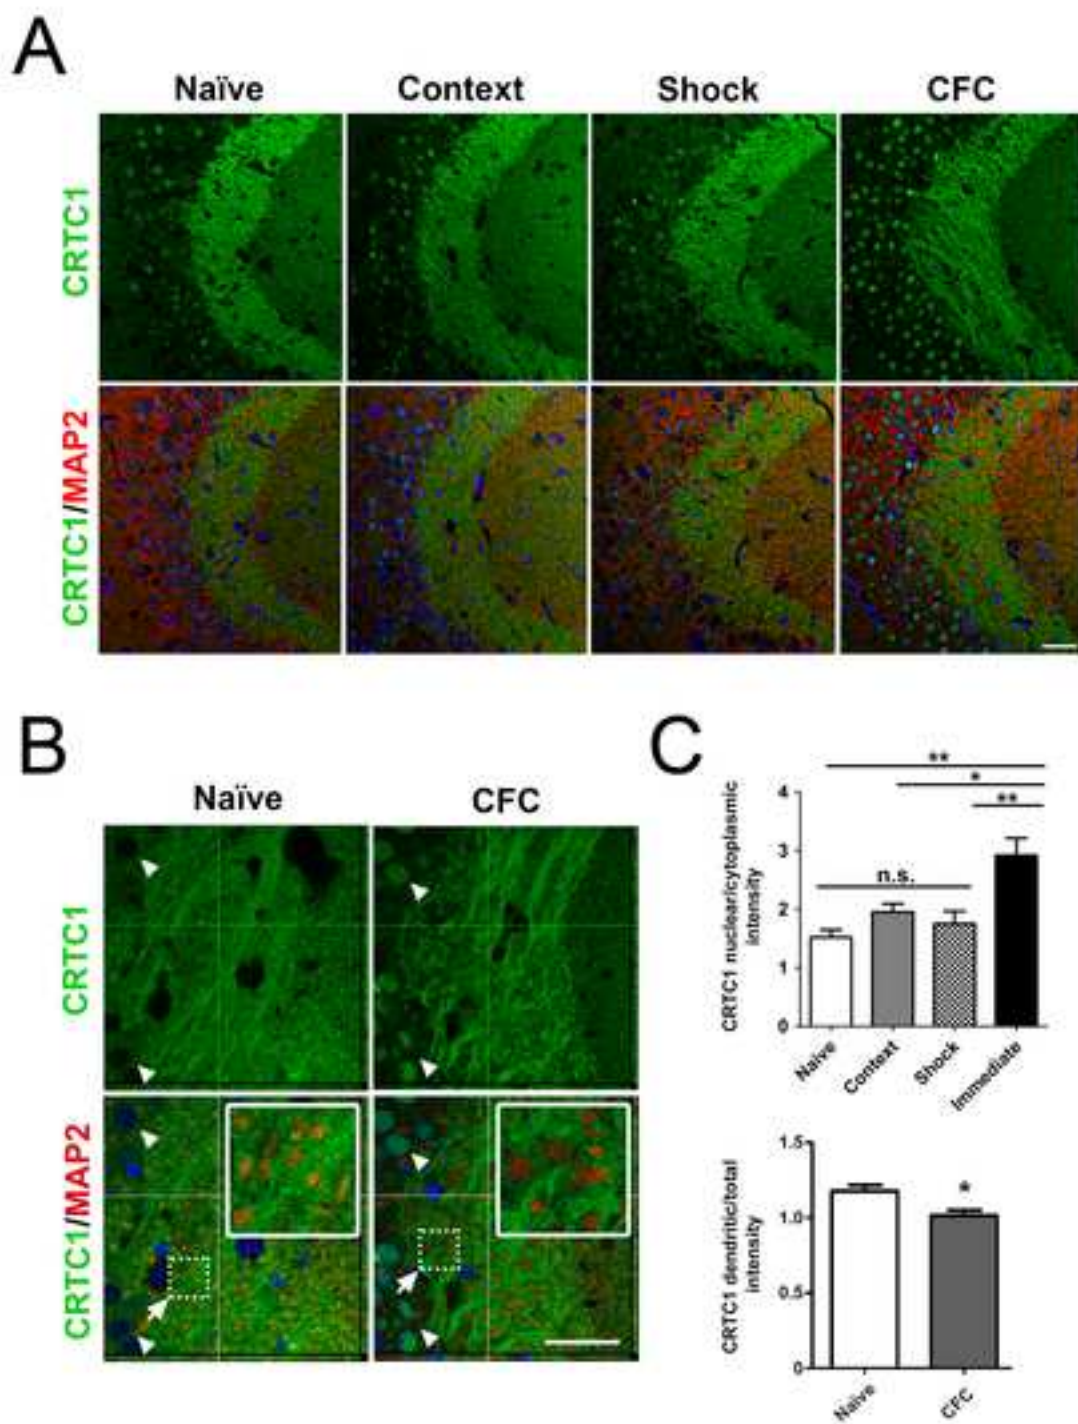 A
Naïve Context Shock CFC
CRTC1
CRTC1/MAP2
B
Naïve CFC
CRTC1
CRTC1/MAP2
C
**
*
**
n.s.
CRTC1 nuclear/cytoplasmic
intensity
4
3
2
1
0
Naïve Context Shock Immediate
CRTC1 dendritic/total
intensity
1.5
1.0
0.5
0
*
Naïve CFC